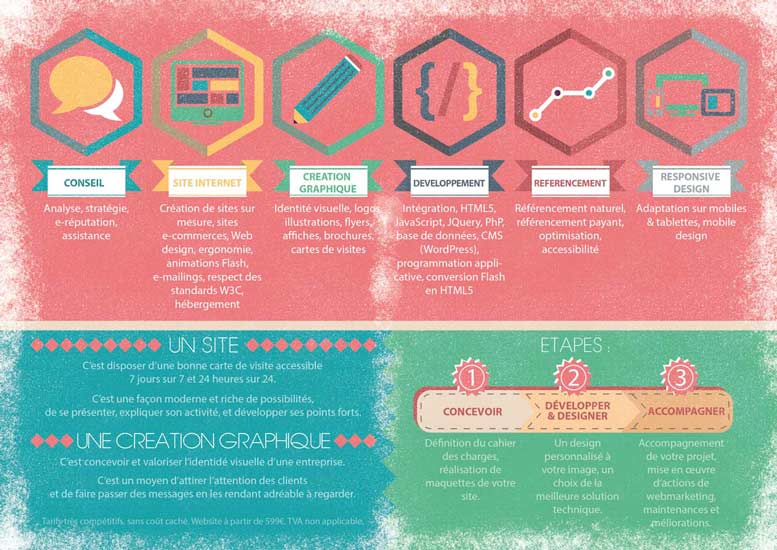 CONSEIL
Analyse, stratégie,
e-réputation,
assistance
SITE INTERNET
Création de sites sur
mesure, sites
e-commerces, Web
design, ergonomie,
animations Flash,
e-mailings, respect des
standards W3C,
hébergement
CREATION
GRAPHIQUE
Identité visuelle, logos
illustrations, flyers,
affiches, brochures,
cartes de visites
DEVELOPPEMENT
Intégration, HTML5,
JavaScript, JQuery, PhP,
base de données, CMS
(WordPress),
programmation appli-
cative, conversion Flash
en HTML5
REFERENCEMENT
Référencement naturel,
référencement payant,
optimisation,
accessibilité
RESPONSIVE
DESIGN
Adaptation sur mobiles
& tablettes, mobile
design
UN SITE
C'est disposer d'une bonne carte de visite accessible
7 jours sur 7 et 24 heures sur 24.
C'est une façon moderne et riche de possibilités,
de se présenter, expliquer son activité, et développer ses points forts.
UNE CREATION GRAPHIQUE
C'est concevoir et valoriser l'identité visuelle d'une entreprise.
C'est un moyen d'attirer l'attention des clients
et de faire passer des messages en les rendant adréable à regarder.
Tarifs très compétitifs, sans coût caché. Website à partir de 599€. TVA non applicable.
ETAPES :
1
CONCEVOIR
Définition du cahier
des charges,
réalisation de
maquettes de votre
site.
2
DÉVELOPPER
& DESIGNER
Un design
personnalisé à
votre image, un
choix de la
meilleure solution
technique.
3
ACCOMPAGNER
Accompagnement
de votre projet,
mise en œuvre
d'actions de
webmarketing,
maintenances et
méliorations.